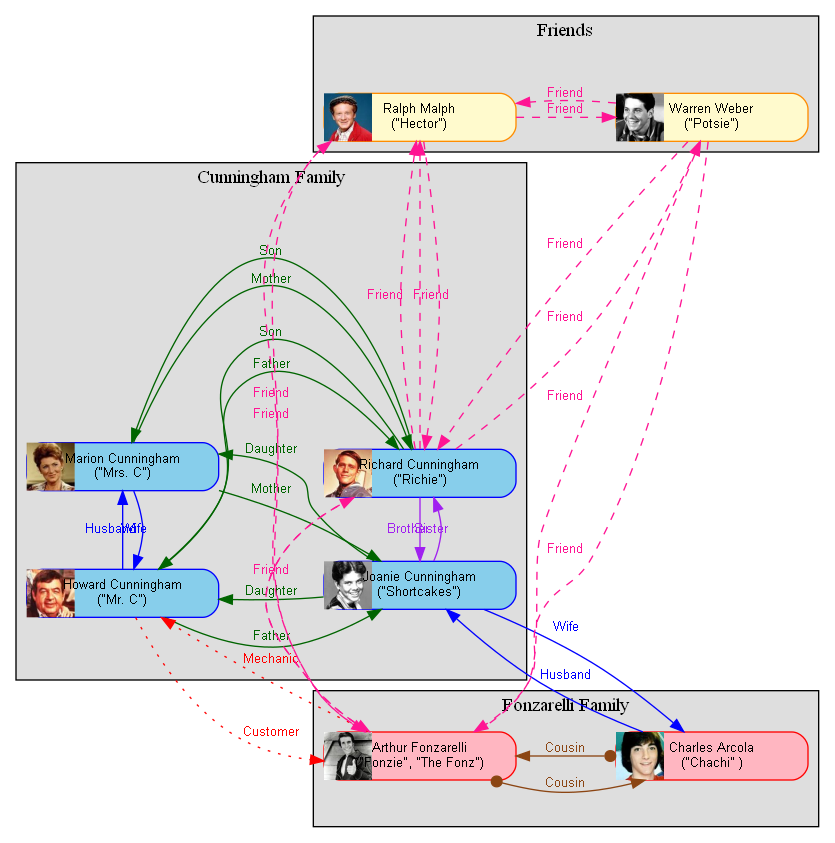 Friends
Friend
Friend
Ralph Malph
("Hector")
Warren Weber
("Potsie")
Cunningham Family
Son
Mother
Son
Father
Friend
Friend
Friend
Friend
Friend
Friend
Friend
Friend
Daughter
Mother
Marion Cunningham
("Mrs. C")
Richard Cunningham
("Richie")
Husband
Wife
Brother
Sister
Friend
Howard Cunningham
("Mr. C")
Joanie Cunningham
("Shortcakes")
Daughter
Father
Mechanic
Customer
Wife
Husband
Fonzarelli Family
Arthur Fonzarelli
("Fonzie", "The Fonz")
Cousin
Cousin
Charles Arcola
("Chachi" )